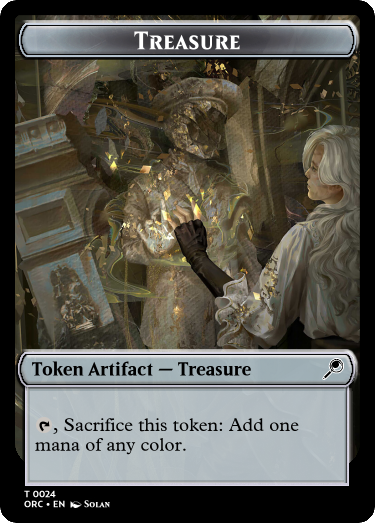 TREASURE
Token Artifact — Treasure
, Sacrifice this token: Add one
mana of any color.
T 0024
ORC • EN SOLAN